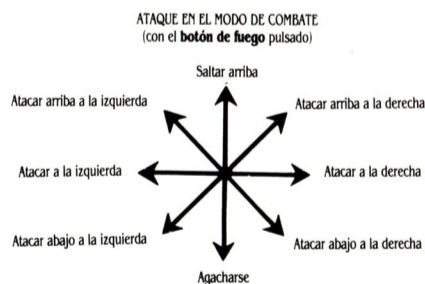 ATAQUE EN EL MODO DE COMBATE
(con el botón de fuego pulsado)
Saltar arriba
Atacar arriba a la izquierda
Atacar arriba a la derecha
Atacar a la izquierda
Atacar a la derecha
Atacar abajo a la izquierda
Atacar abajo a la derecha
Agacharse